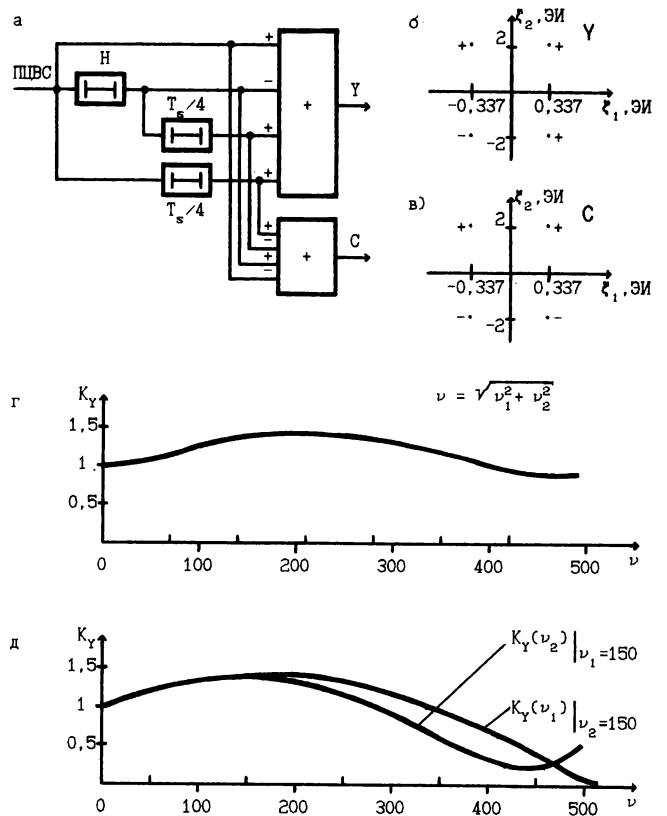 а
ПЦВС
H
T_s/4
T_s/4
+
−
+
+
+
Y
+
−
+
−
+
C
б
ζ₂, ЭИ
Y
+
2
+
-0,337
0,337
ξ₁, ЭИ
-
-2
+
в)
ζ₂, ЭИ
C
+
2
+
-0,337
0,337
ξ₁, ЭИ
-
-2
-
г
K_Y
ν = √(ν₁² + ν₂²)
1,5
1
0,5
0 100 200 300 400 500 ν
д
K_Y
1,5
1
0,5
K_Y(ν₂)|ν₁=150
K_Y(ν₁)|ν₂=150
0 100 200 300 400 500 ν